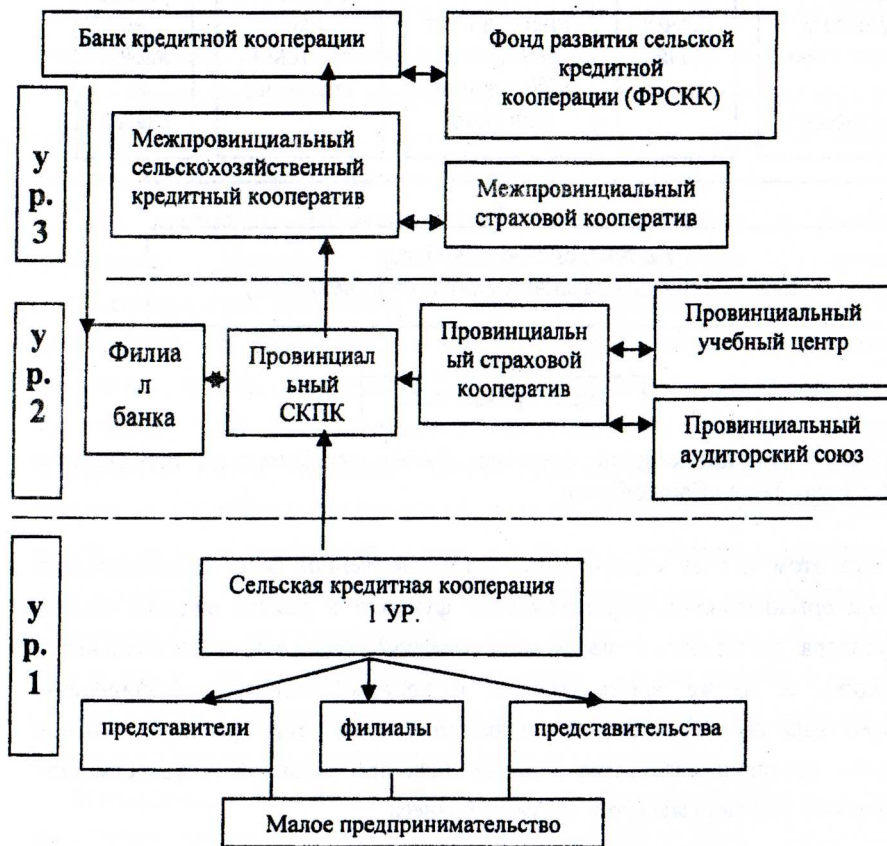 Банк кредитной кооперации
Фонд развития сельской
кредитной
кооперации (ФРСКК)
у
р.
3
Межпровинциальный
сельскохозяйственный
кредитный кооператив
Межпровинциальный
страховой кооператив
у
р.
2
Филиа
л
банка
Провинциа
льный
СКПК
Провинциальн
ый страховой
кооператив
Провинциальный
учебный центр
Провинциальный
аудиторский союз
у
р.
1
Сельская кредитная кооперация
1 УР.
представители
филиалы
представительства
Малое предпринимательство